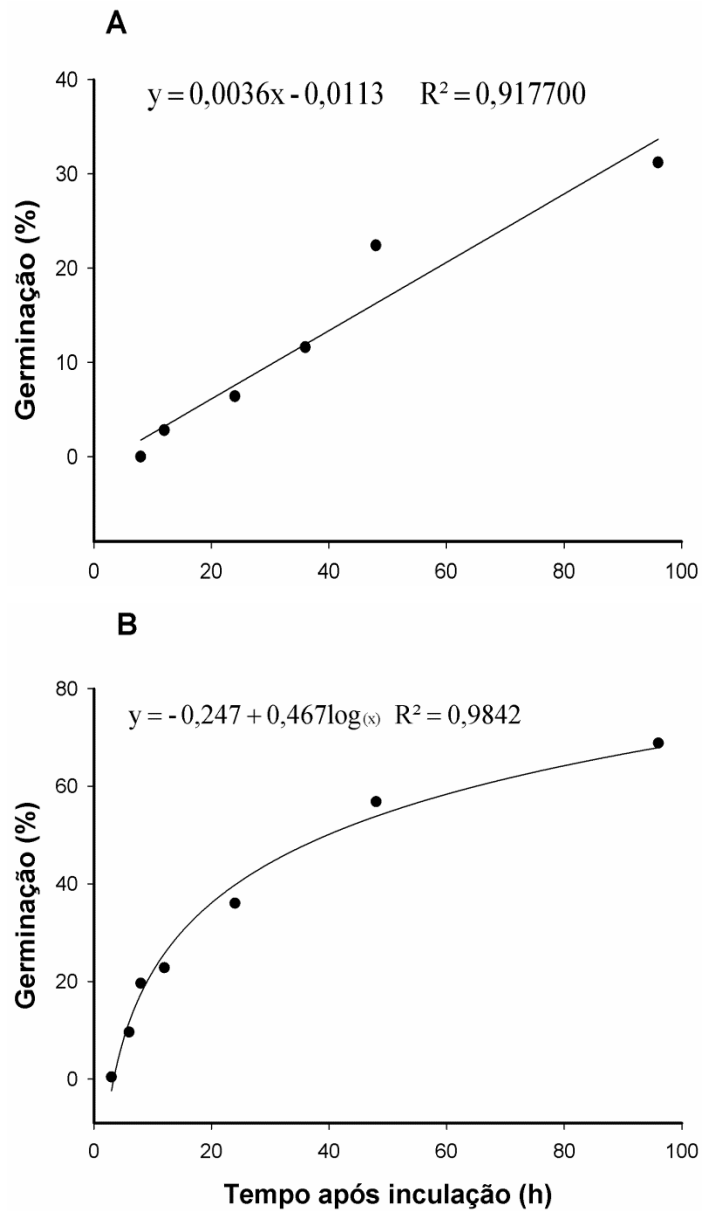 A
y = 0,0036x - 0,0113 R² = 0,917700
40
30
20
10
0
Germinação (%)
0 20 40 60 80 100
B
y = - 0,247 + 0,467log(x) R² = 0,9842
80
60
40
20
0
Germinação (%)
0 20 40 60 80 100
Tempo após inculação (h)